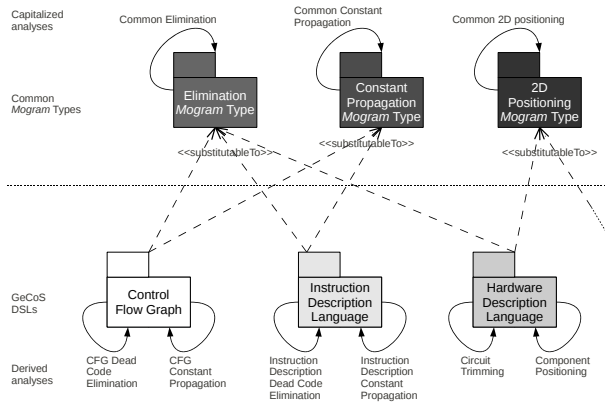 Capitalized
analyses
Common Elimination
Common Constant
Propagation
Common 2D positioning
Common
Mogram Types
Elimination
Mogram Type
Constant
Propagation
Mogram Type
2D
Positioning
Mogram Type
<<substitutableTo>>
<<substitutableTo>>
<<substitutableTo>>
GeCoS
DSLs
Control
Flow Graph
Instruction
Description
Language
Hardware
Description
Language
Derived
analyses
CFG Dead
Code
Elimination
CFG
Constant
Propagation
Instruction
Description
Dead Code
Elimination
Instruction
Description
Constant
Propagation
Circuit
Trimming
Component
Positioning